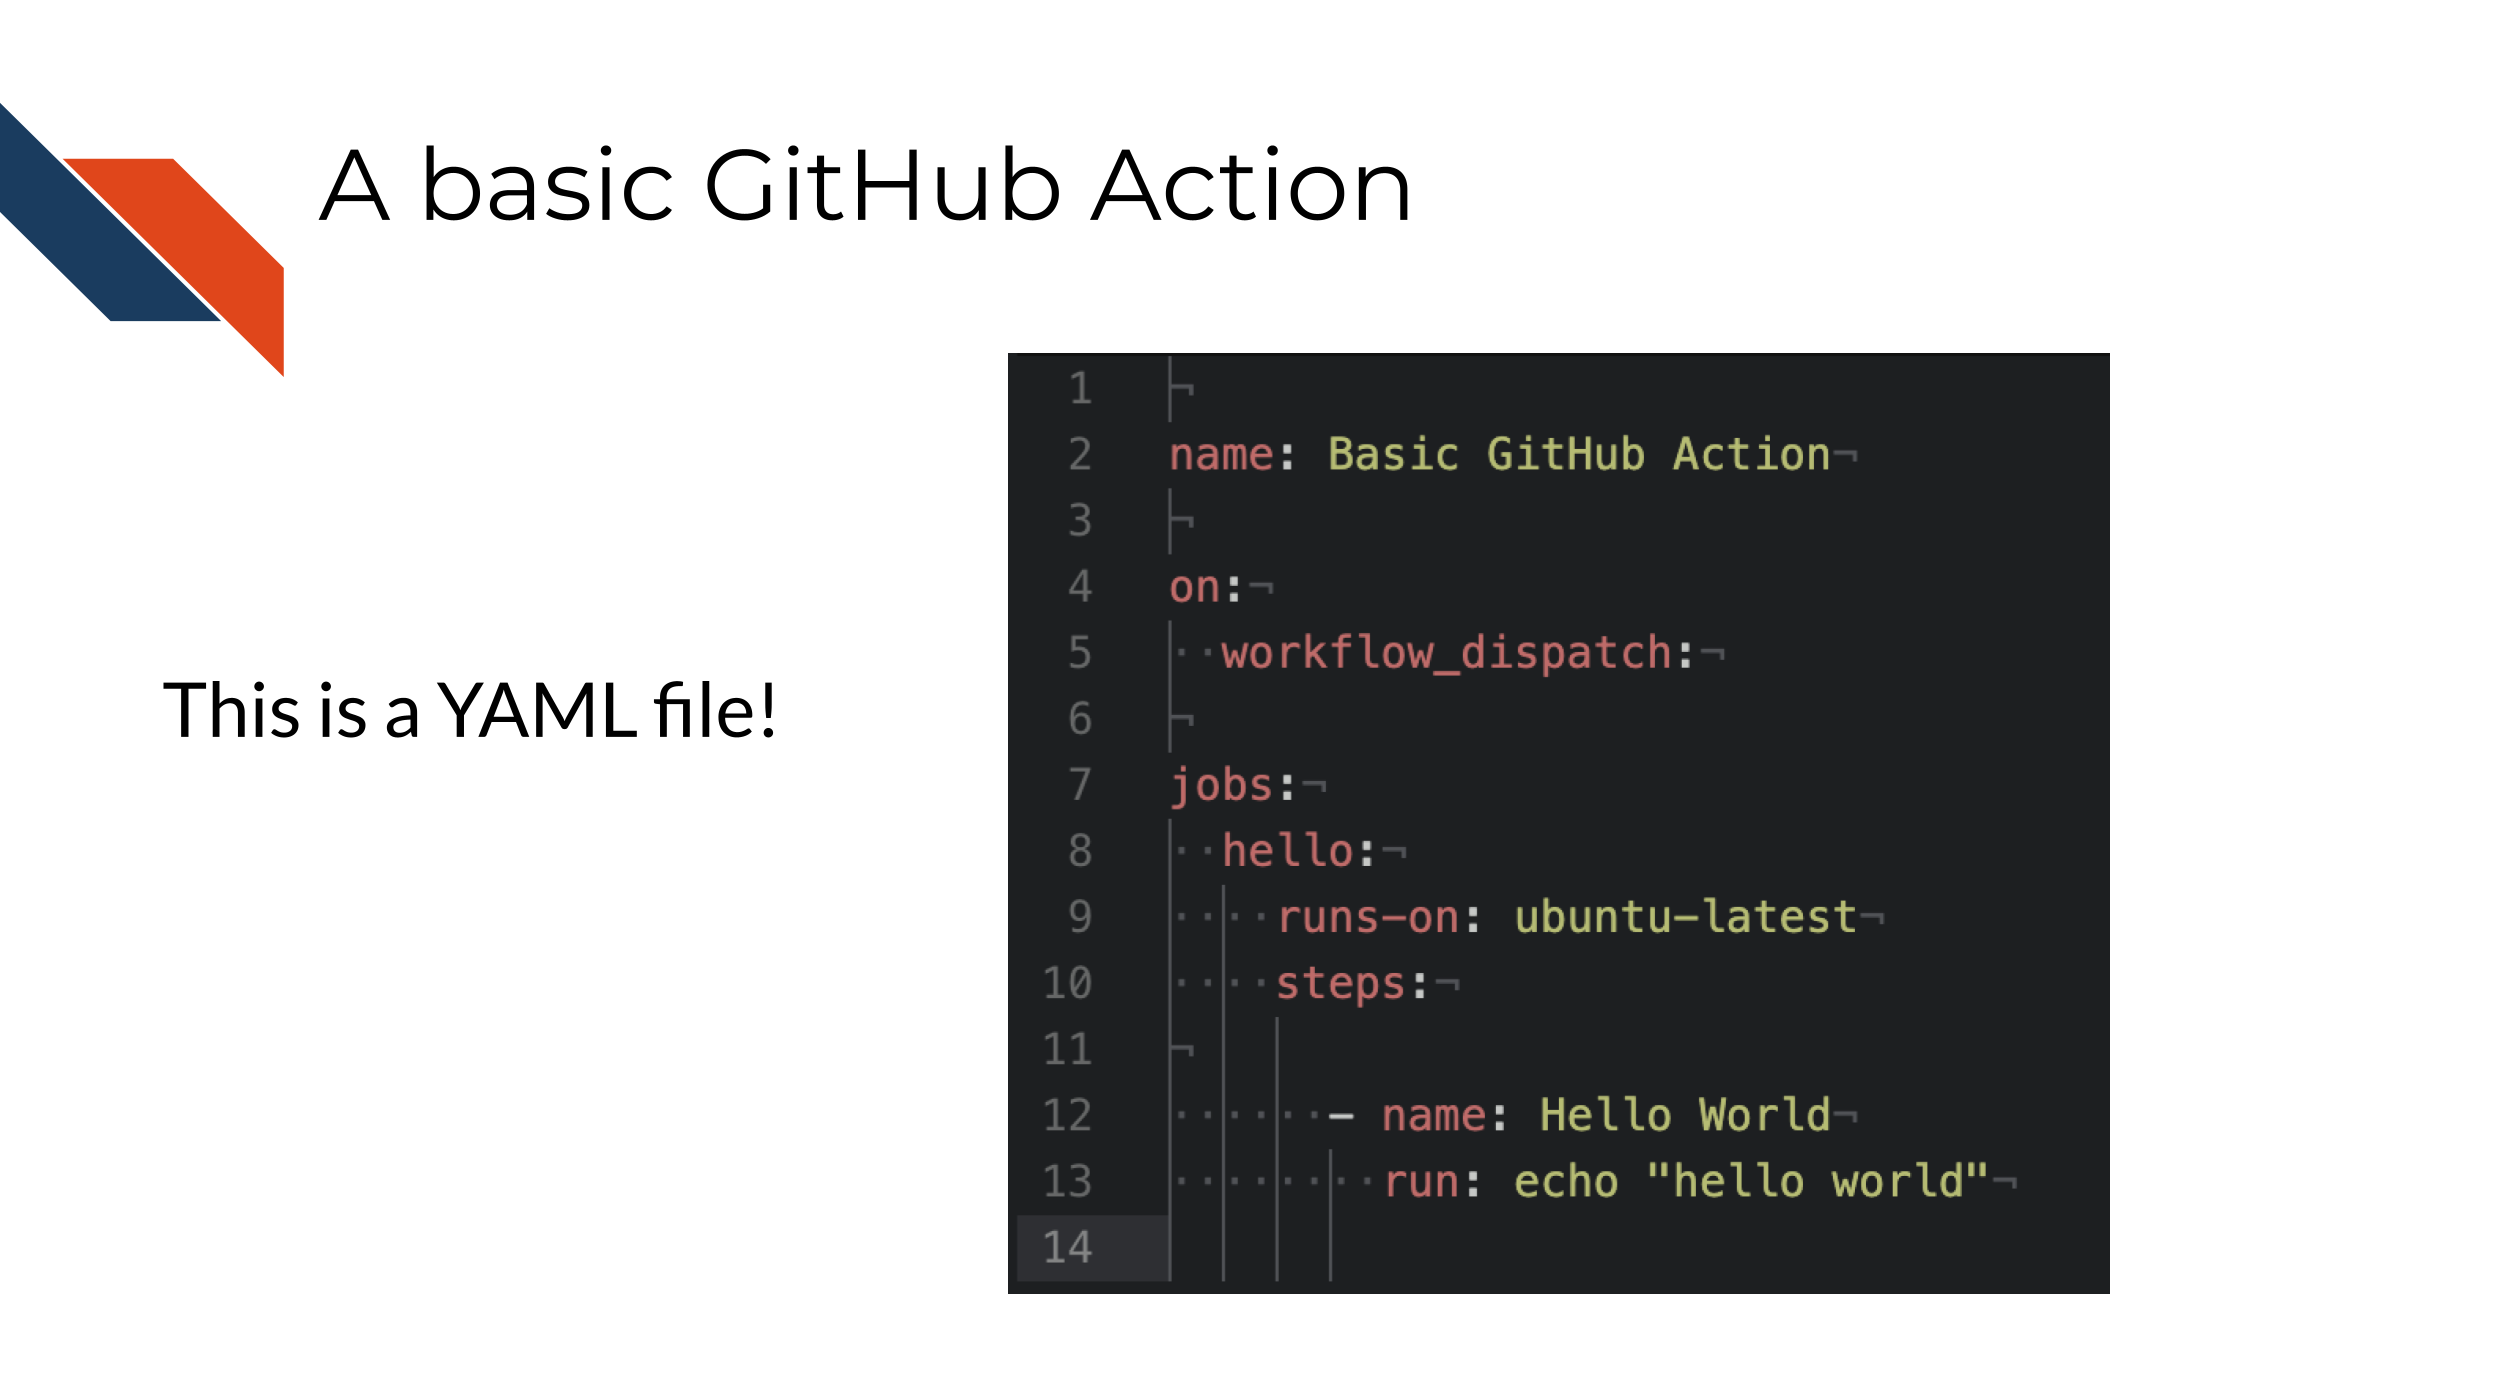 A basic GitHub Action
This is a YAML file!
1 ¬
2 name: Basic GitHub Action¬
3 ¬
4 on:¬
5 ··workflow_dispatch:¬
6 ¬
7 jobs:¬
8 ··hello:¬
9 ····runs-on: ubuntu-latest¬
10 ····steps:¬
11 ¬
12 ······- name: Hello World¬
13 ········run: echo "hello world"¬
14